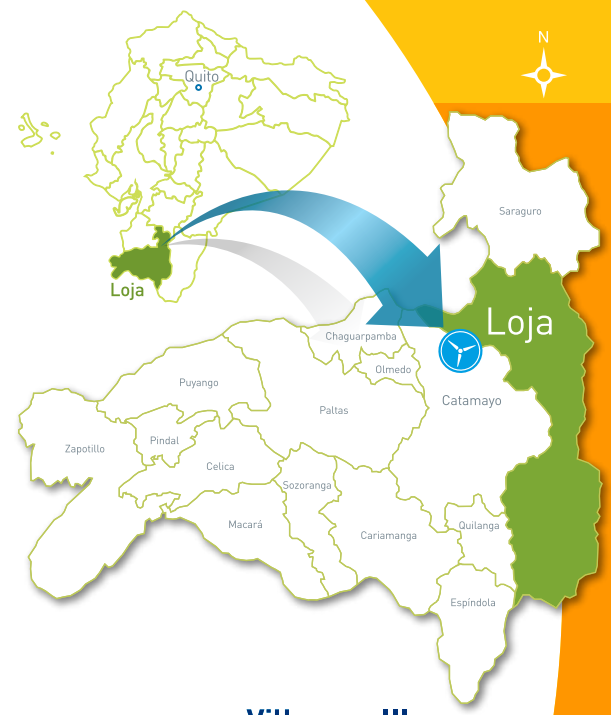 N
Quito
Saraguro
Loja
Loja
Chaguarpamba
Olmedo
Puyango
Catamayo
Paltas
Pindal
Zapotillo
Celica
Sozoranga
Macará
Quilanga
Cariamanga
Espíndola